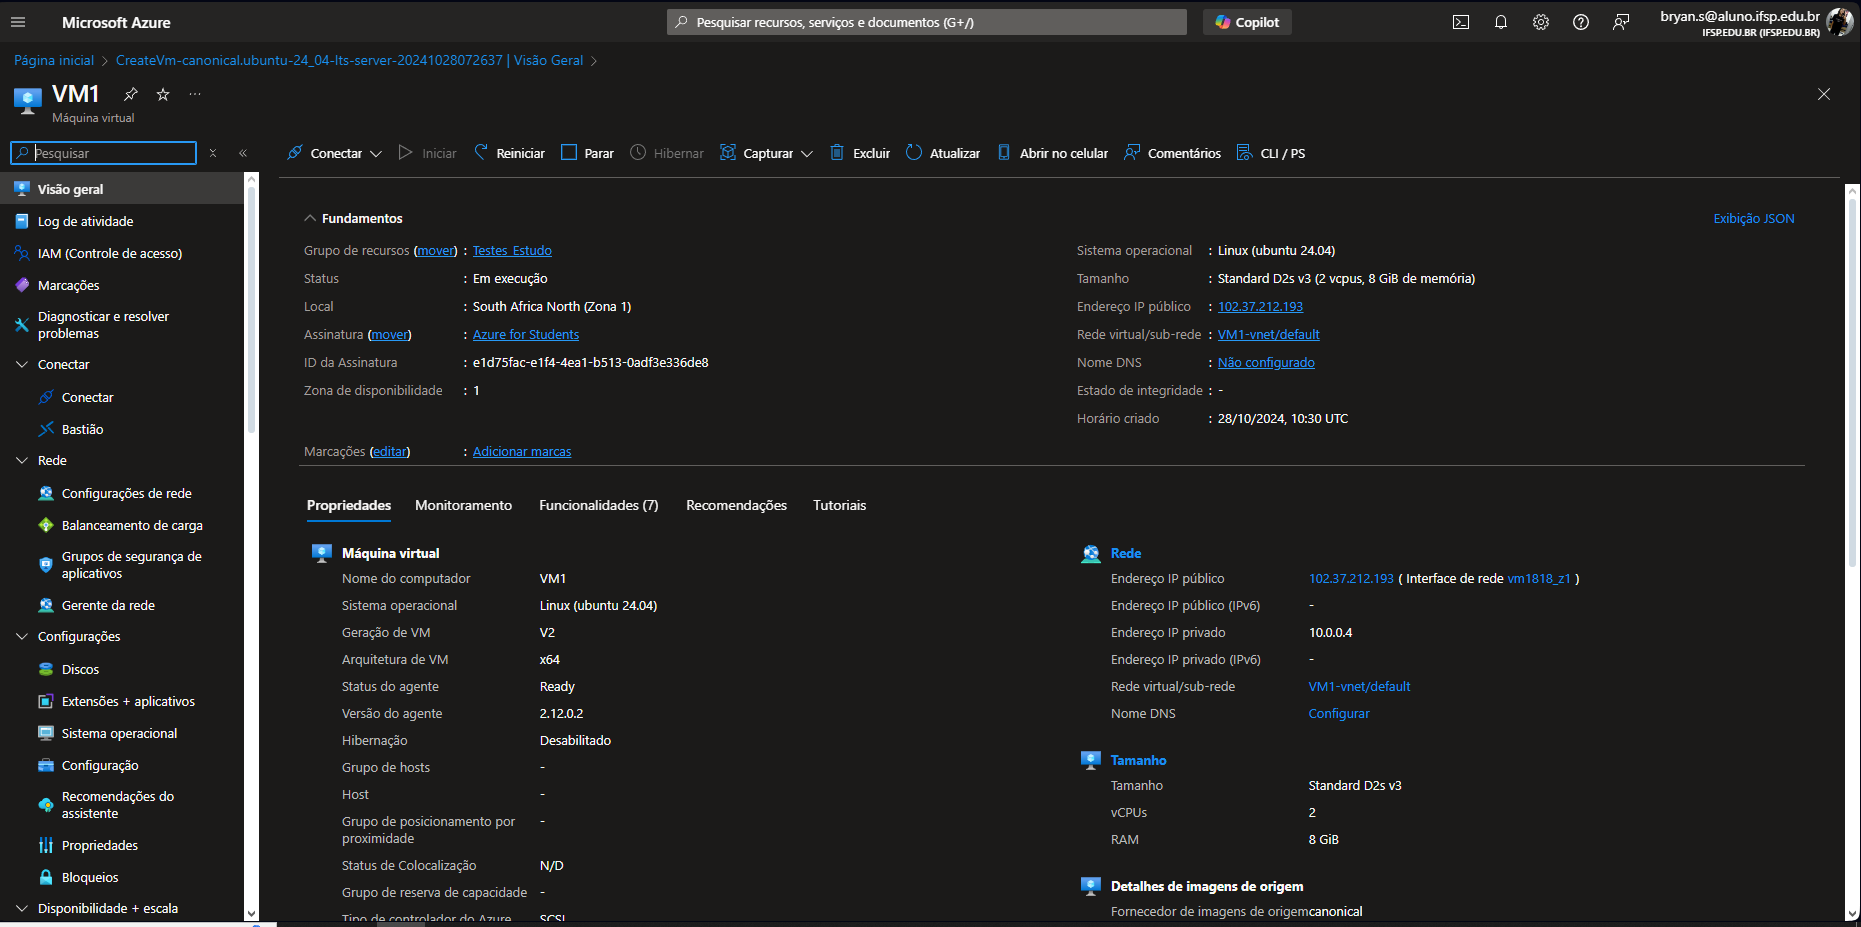 Microsoft Azure
Pesquisar recursos, serviços e documentos (G+/)
Copilot
bryan.s@aluno.ifsp.edu.br
IFSP.EDU.BR (IFSP.EDU.BR)
Página inicial > CreateVm-canonical.ubuntu-24_04-lts-server-20241028072637 | Visão Geral >
VM1
Máquina virtual
Pesquisar
Conectar
Iniciar
Reiniciar
Parar
Hibernar
Capturar
Excluir
Atualizar
Abrir no celular
Comentários
CLI / PS
Visão geral
Log de atividade
IAM (Controle de acesso)
Marcações
Diagnosticar e resolver
problemas
Conectar
Conectar
Bastião
Rede
Configurações de rede
Balanceamento de carga
Grupos de segurança de
aplicativos
Gerente da rede
Configurações
Discos
Extensões + aplicativos
Sistema operacional
Configuração
Recomendações do
assistente
Propriedades
Bloqueios
Disponibilidade + escala
Fundamentos
Exibição JSON
Grupo de recursos (mover) : Testes_Estudo
Status : Em execução
Local : South Africa North (Zona 1)
Assinatura (mover) : Azure for Students
ID da Assinatura : e1d75fac-e1f4-4ea1-b513-0adf3e336de8
Zona de disponibilidade : 1
Sistema operacional : Linux (ubuntu 24.04)
Tamanho : Standard D2s v3 (2 vcpus, 8 GiB de memória)
Endereço IP público : 102.37.212.193
Rede virtual/sub-rede : VM1-vnet/default
Nome DNS : Não configurado
Estado de integridade : -
Horário criado : 28/10/2024, 10:30 UTC
Marcações (editar) : Adicionar marcas
Propriedades
Monitoramento
Funcionalidades (7)
Recomendações
Tutoriais
Máquina virtual
Nome do computador VM1
Sistema operacional Linux (ubuntu 24.04)
Geração de VM V2
Arquitetura de VM x64
Status do agente Ready
Versão do agente 2.12.0.2
Hibernação Desabilitado
Grupo de hosts -
Host -
Grupo de posicionamento por -
proximidade
Status de Colocalização N/D
Grupo de reserva de capacidade -
Tipo de controlador do Azure SCSI
Rede
Endereço IP público 102.37.212.193 ( Interface de rede vm1818_z1 )
Endereço IP público (IPv6) -
Endereço IP privado 10.0.0.4
Endereço IP privado (IPv6) -
Rede virtual/sub-rede VM1-vnet/default
Nome DNS Configurar
Tamanho
Tamanho Standard D2s v3
vCPUs 2
RAM 8 GiB
Detalhes de imagens de origem
Fornecedor de imagens de origem canonical